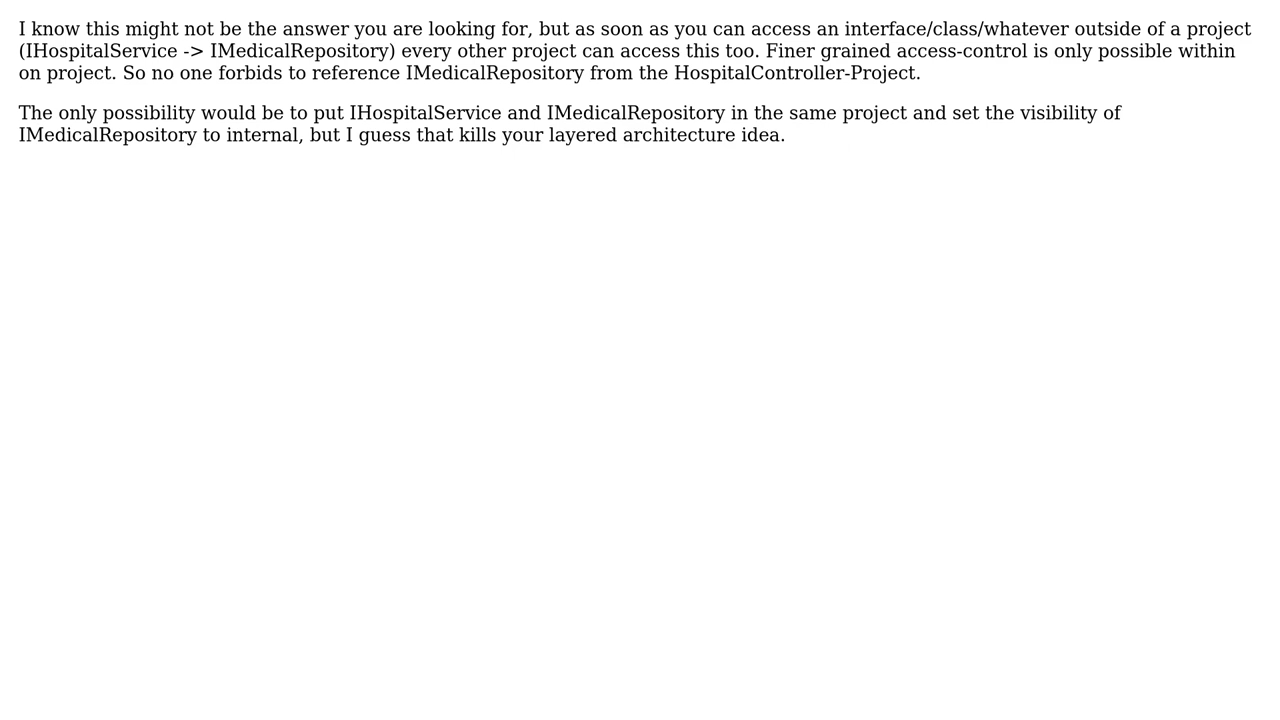 I know this might not be the answer you are looking for, but as soon as you can access an interface/class/whatever outside of a project
(IHospitalService -> IMedicalRepository) every other project can access this too. Finer grained access-control is only possible within
on project. So no one forbids to reference IMedicalRepository from the HospitalController-Project.
The only possibility would be to put IHospitalService and IMedicalRepository in the same project and set the visibility of
IMedicalRepository to internal, but I guess that kills your layered architecture idea.